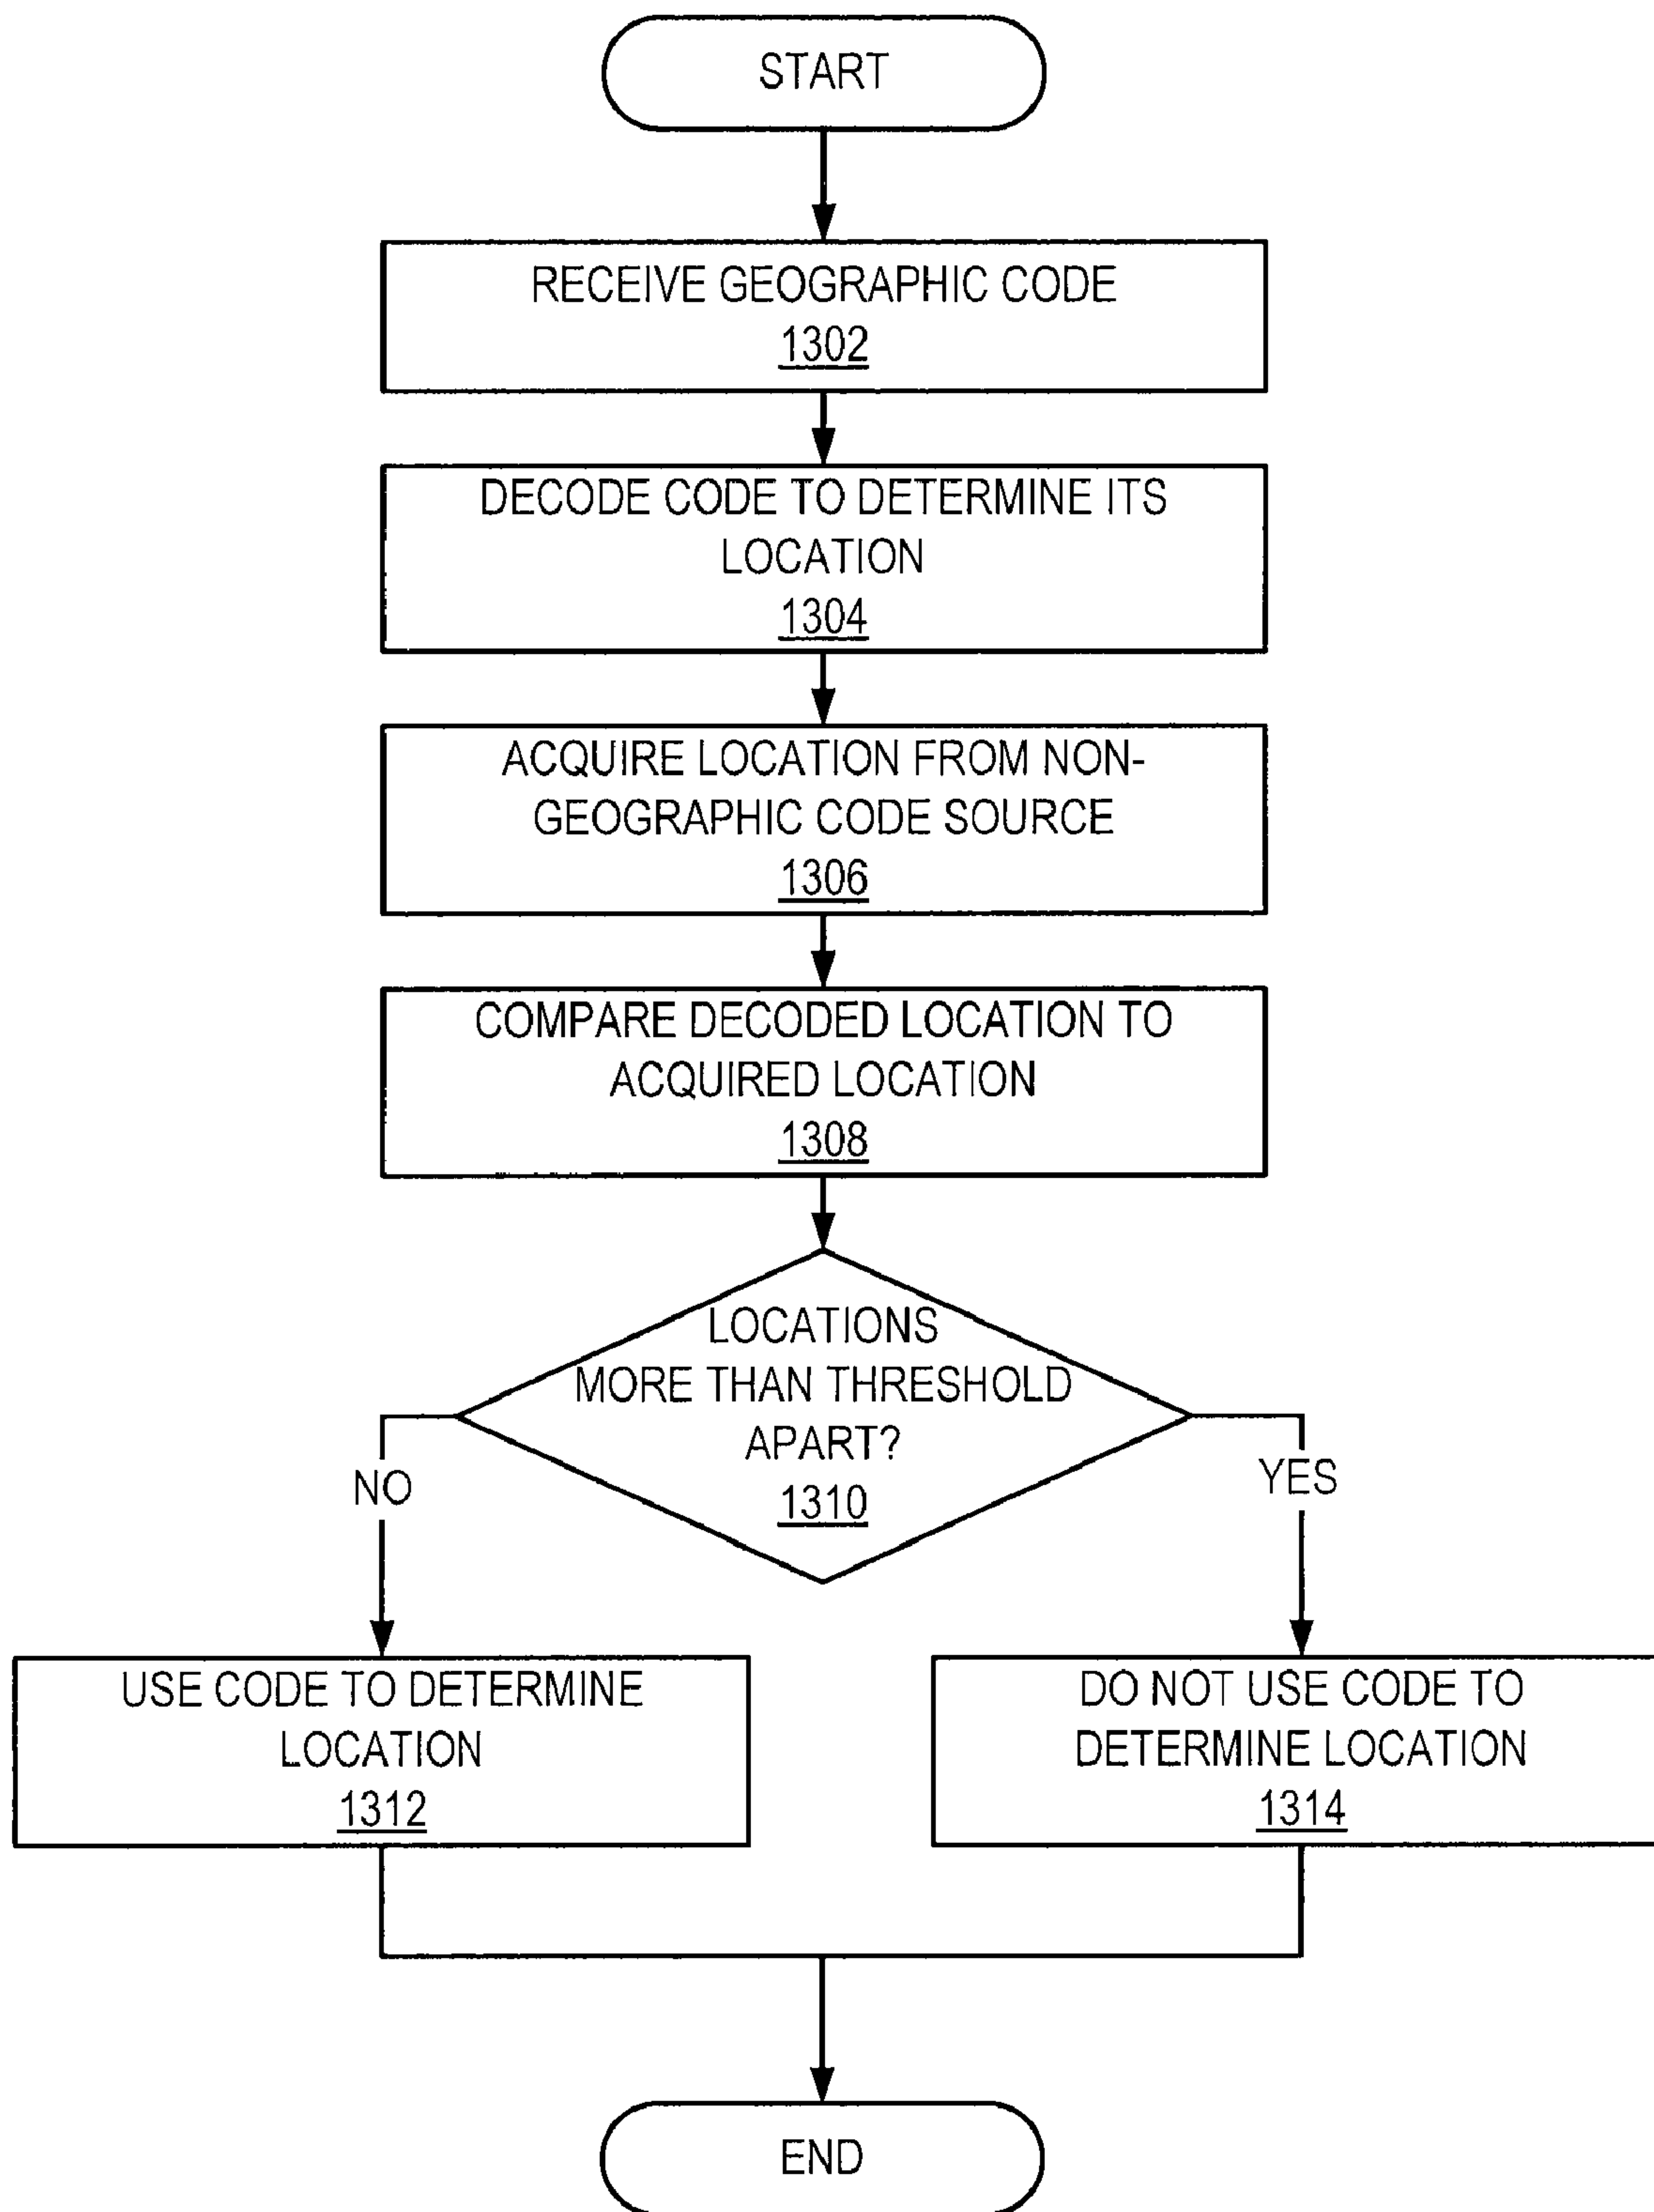 START
RECEIVE GEOGRAPHIC CODE
1302
DECODE CODE TO DETERMINE ITS
LOCATION
1304
ACQUIRE LOCATION FROM NON-
GEOGRAPHIC CODE SOURCE
1306
COMPARE DECODED LOCATION TO
ACQUIRED LOCATION
1308
LOCATIONS
MORE THAN THRESHOLD
APART?
1310
NO
YES
USE CODE TO DETERMINE
LOCATION
1312
DO NOT USE CODE TO
DETERMINE LOCATION
1314
END